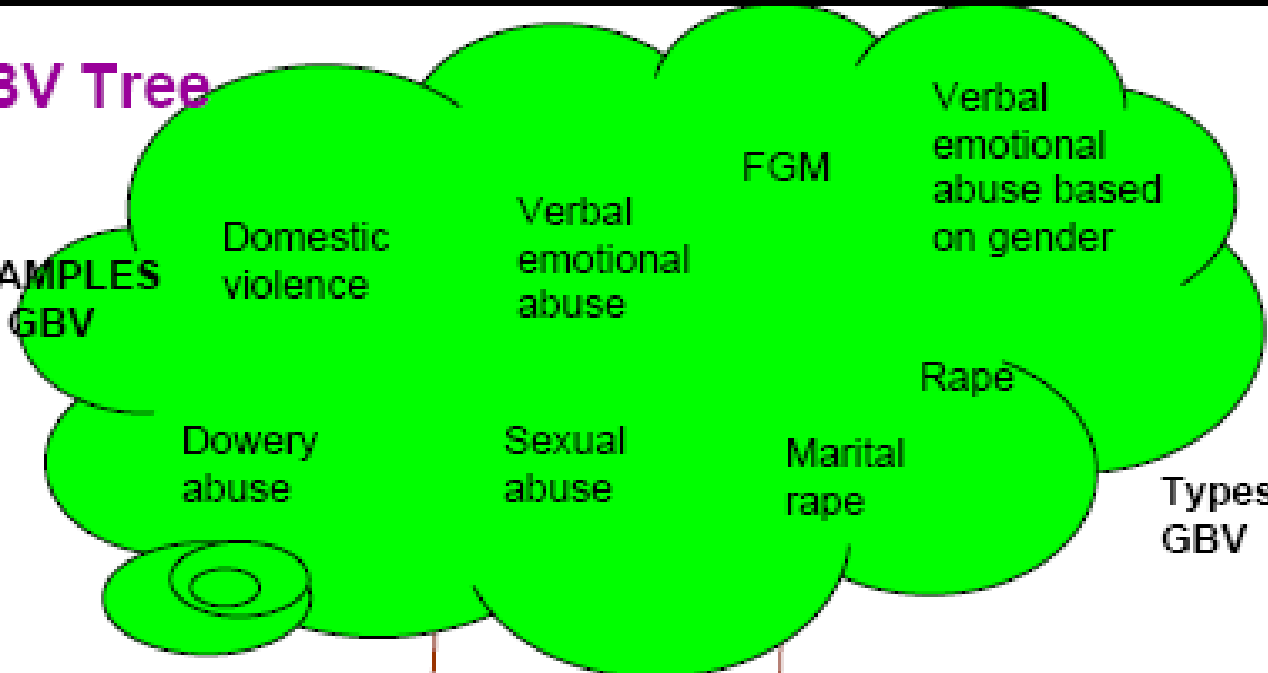 BV Tree
Verbal
emotional
abuse based
on gender
FGM
Verbal
emotional
abuse
Domestic
violence
AMPLES
GBV
Rape
Dowery
abuse
Sexual
abuse
Marital
rape
Types
GBV